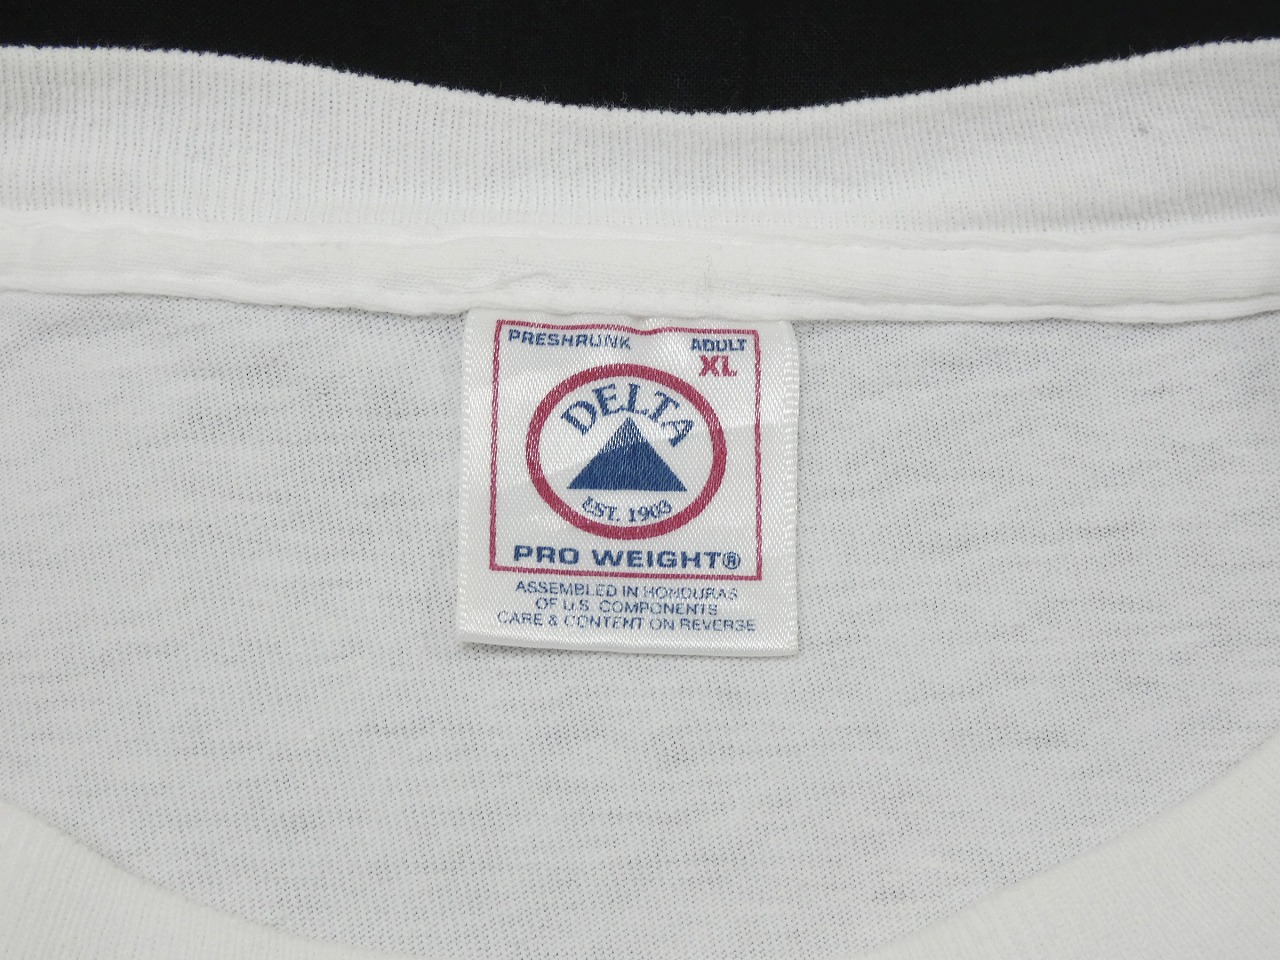 PRESHRUNK ADULT
XL
DELTA
EST. 1903
PRO WEIGHT®
ASSEMBLED IN HONDURAS
OF U.S. COMPONENTS
CARE & CONTENT ON REVERSE